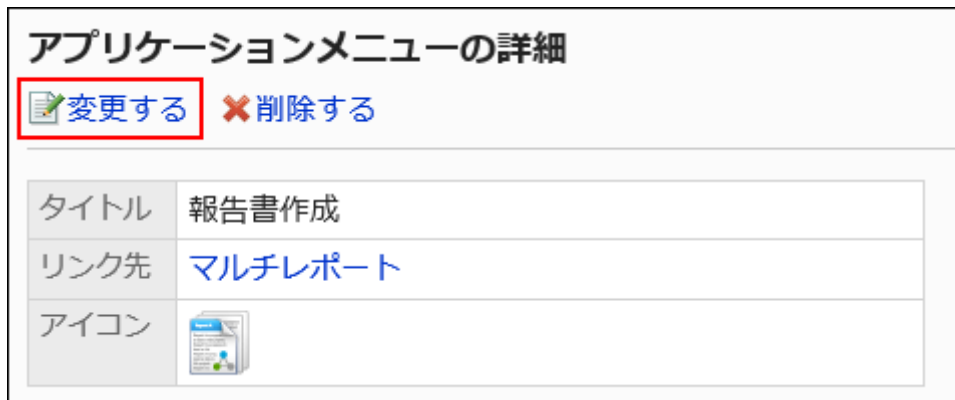 アプリケーションメニューの詳細
変更する 削除する
タイトル 報告書作成
リンク先 マルチレポート
アイコン